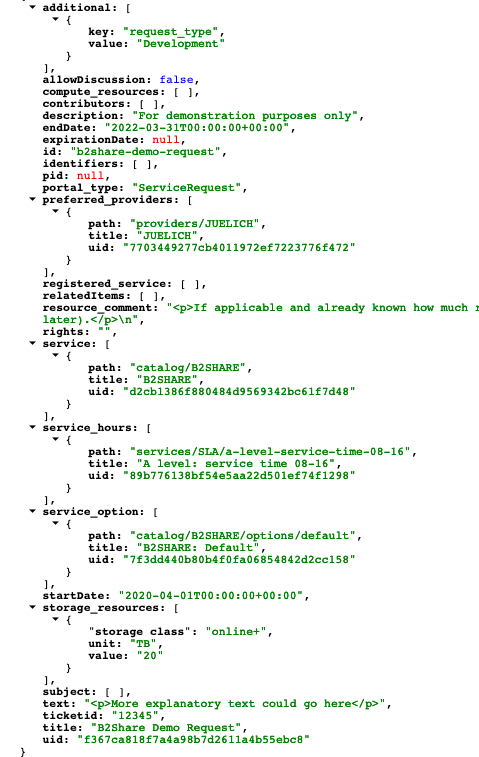 additional: [
{
key: "request_type",
value: "Development"
}
],
allowDiscussion: false,
compute_resources: [ ],
contributors: [ ],
description: "For demonstration purposes only",
endDate: "2022-03-31T00:00:00+00:00",
expirationDate: null,
id: "b2share-demo-request",
identifiers: [ ],
pid: null,
portal_type: "ServiceRequest",
preferred_providers: [
{
path: "providers/JUELICH",
title: "JUELICH",
uid: "7703449277cb4011972ef7223776f472"
}
],
registered_service: [ ],
relatedItems: [ ],
resource_comment: "<p>If applicable and already known how much
later).</p>\n",
rights: "",
service: [
{
path: "catalog/B2SHARE",
title: "B2SHARE",
uid: "d2cb1386f880484d9569342bc61f7d48"
}
],
service_hours: [
{
path: "services/SLA/a-level-service-time-08-16",
title: "A level: service time 08-16",
uid: "89b776138bf54e5aa22d501ef74f1298"
}
],
service_option: [
{
path: "catalog/B2SHARE/options/default",
title: "B2SHARE: Default",
uid: "7f3dd440b80b4f0fa06854842d2cc158"
}
],
startDate: "2020-04-01T00:00:00+00:00",
storage_resources: [
{
"storage class": "online+",
unit: "TB",
value: "20"
}
],
subject: [ ],
text: "<p>More explanatory text could go here</p>",
ticketid: "12345",
title: "B2Share Demo Request",
uid: "f367ca818f7a4a98b7d2611a4b55ebc8"
}